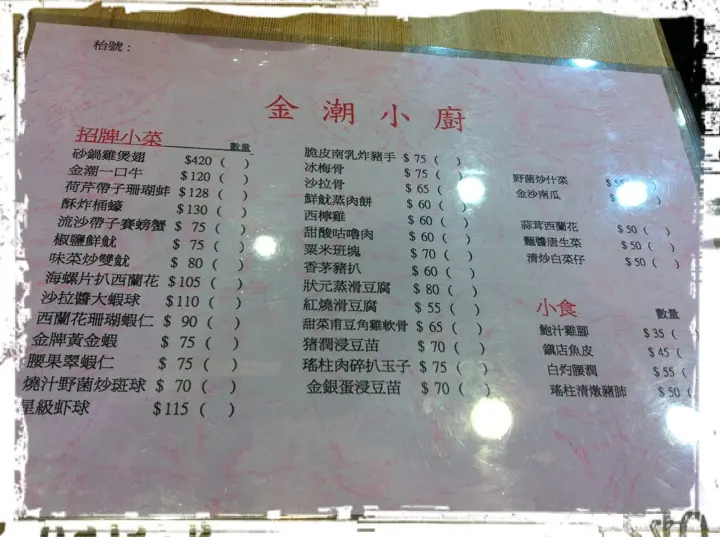 枱號：
金潮小廚
招牌小菜 數量
砂鍋雞煲翅 $420 ( )
金潮一口牛 $120 ( )
荷芹帶子珊瑚蚌 $128 ( )
酥炸桶蠔 $130 ( )
流沙帶子賽螃蟹 $ 75 ( )
椒鹽鮮魷 $ 75 ( )
味菜炒雙魷 $ 80 ( )
海螺片扒西蘭花 $105 ( )
沙拉醬大蝦球 $110 ( )
西蘭花珊瑚蝦仁 $ 90 ( )
金牌黃金蝦 $ 75 ( )
腰果翠蝦仁 $ 75 ( )
燒汁野菌炒班球 $ 70 ( )
星級虾球 $115 ( )
脆皮南乳炸豬手 $ 75 ( )
冰梅骨 $ 75 ( )
沙拉骨 $ 65 ( )
鮮魷蒸肉餅 $ 60 ( )
西檸雞 $ 60 ( )
甜酸咕嚕肉 $ 60 ( )
粟米班塊 $ 70 ( )
香茅豬扒 $ 60 ( )
狀元蒸滑豆腐 $ 80 ( )
紅燒滑豆腐 $ 55 ( )
甜菜甫豆角雞軟骨 $ 65 ( )
猪潤浸豆苗 $ 70 ( )
瑤柱肉碎扒玉子 $ 75 ( )
金銀蛋浸豆苗 $ 70 ( )
野菌炒什菜
金沙南瓜
蒜茸西蘭花 $ 50 ( )
麵醬唐生菜 $ 50 ( )
清炒白菜仔 $ 50 ( )
小食 數量
鮑汁雞腳 $ 35 ( )
鎮店魚皮 $ 45 (
白灼腰潤 $ 55 (
瑤柱清燉豬肺 $ 50 (